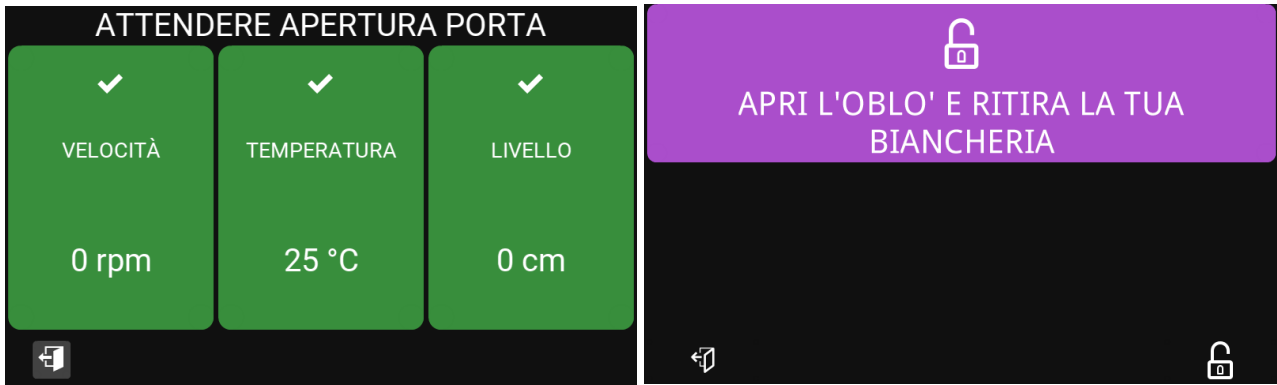 ATTENDERE APERTURA PORTA
VELOCITÀ
TEMPERATURA
LIVELLO
0 rpm
25 °C
0 cm
APRI L'OBLO' E RITIRA LA TUA
BIANCHERIA